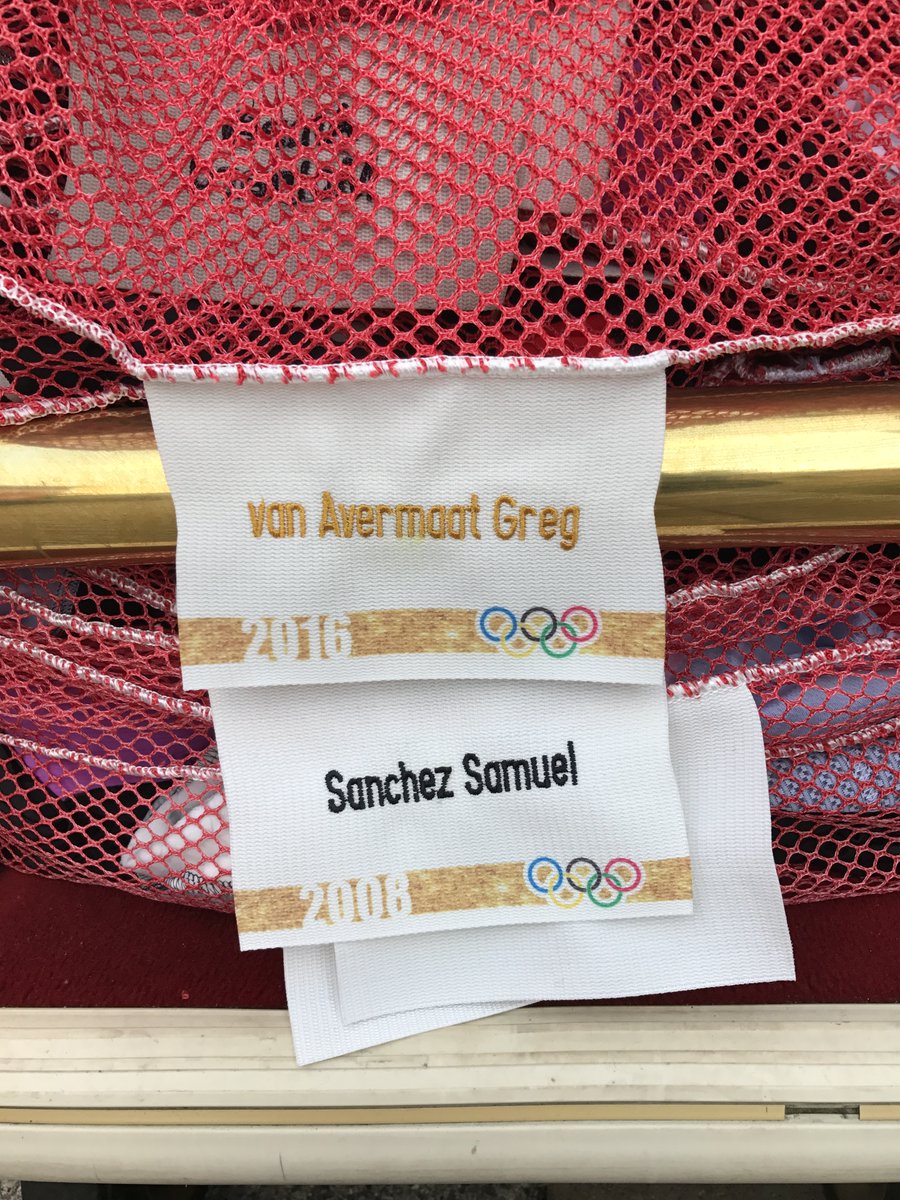 van Avermaat Greg
2016
Sanchez Samuel
2008